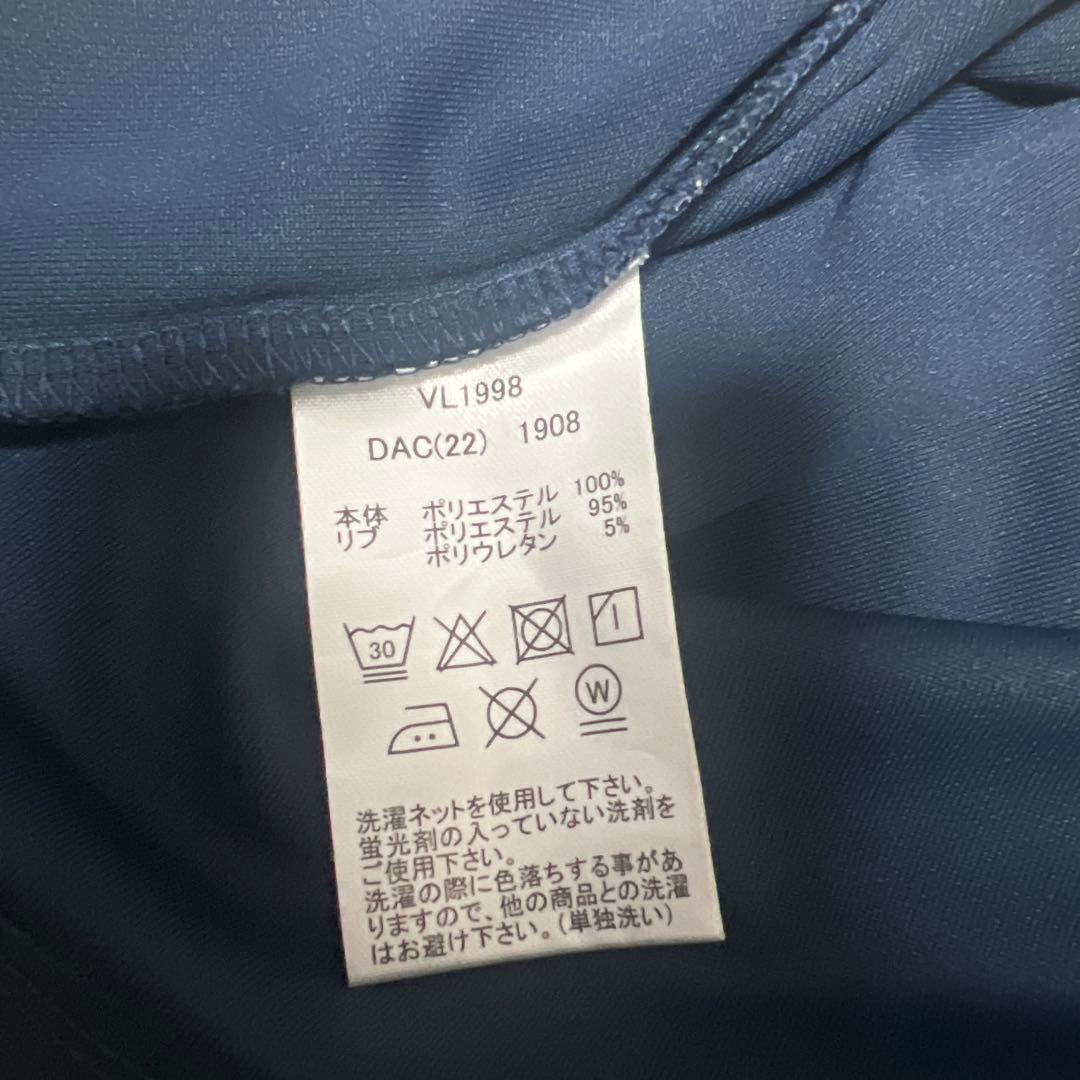 VL1998
DAC(22) 1908
本体 ポリエステル 100%
リブ ポリエステル 95%
ポリウレタン 5%
30
W
洗濯ネットを使用して下さい。
蛍光剤の入っていない洗剤を
ご使用下さい。
洗濯の際に色落ちする事があ
りますので、他の商品との洗濯
はお避け下さい。(単独洗い)